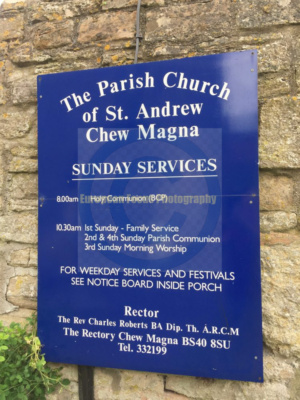 The Parish Church
of St. Andrew
Chew Magna
SUNDAY SERVICES
8.00am Holy Communion (BCP)
10.30am 1st Sunday - Family Service
2nd & 4th Sunday Parish Communion
3rd Sunday Morning Worship
FOR WEEKDAY SERVICES AND FESTIVALS
SEE NOTICE BOARD INSIDE PORCH
Rector
The Rev Charles Roberts BA Dip. Th. A.R.C.M
The Rectory Chew Magna BS40 8SU
Tel. 332199